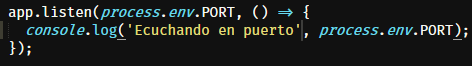 app.listen(process.env.PORT, () => {
  console.log('Ecuchando en puerto', process.env.PORT);
});